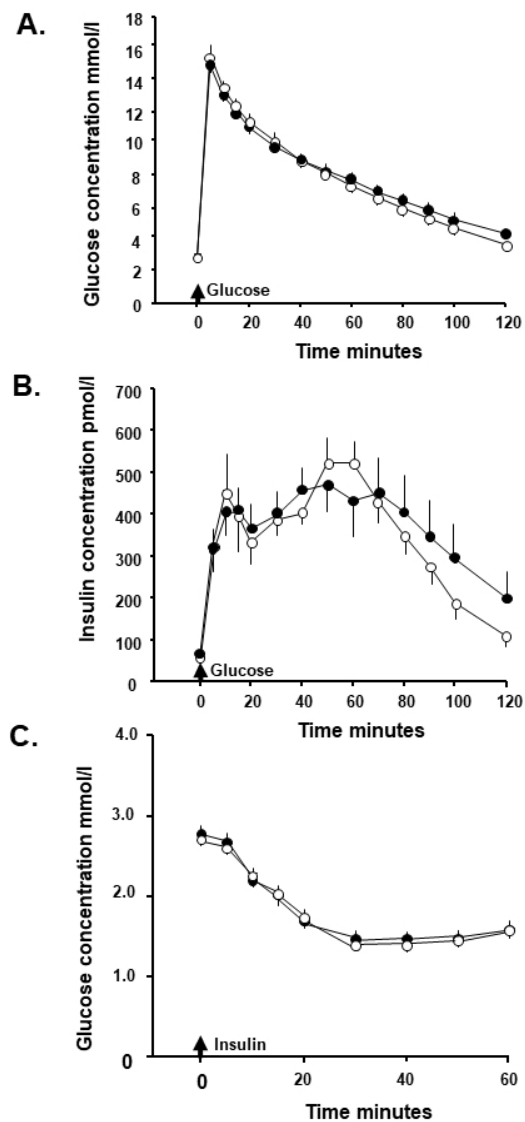 A.
Glucose concentration mmol/l
18
16
14
12
10
8
6
4
2
0
Glucose
0 20 40 60 80 100 120
Time minutes
B.
Insulin concentration pmol/l
700
600
500
400
300
200
100
0
Glucose
0 20 40 60 80 100 120
Time minutes
C.
Glucose concentration mmol/l
4.0
3.0
2.0
1.0
0
Insulin
0 20 40 60
Time minutes